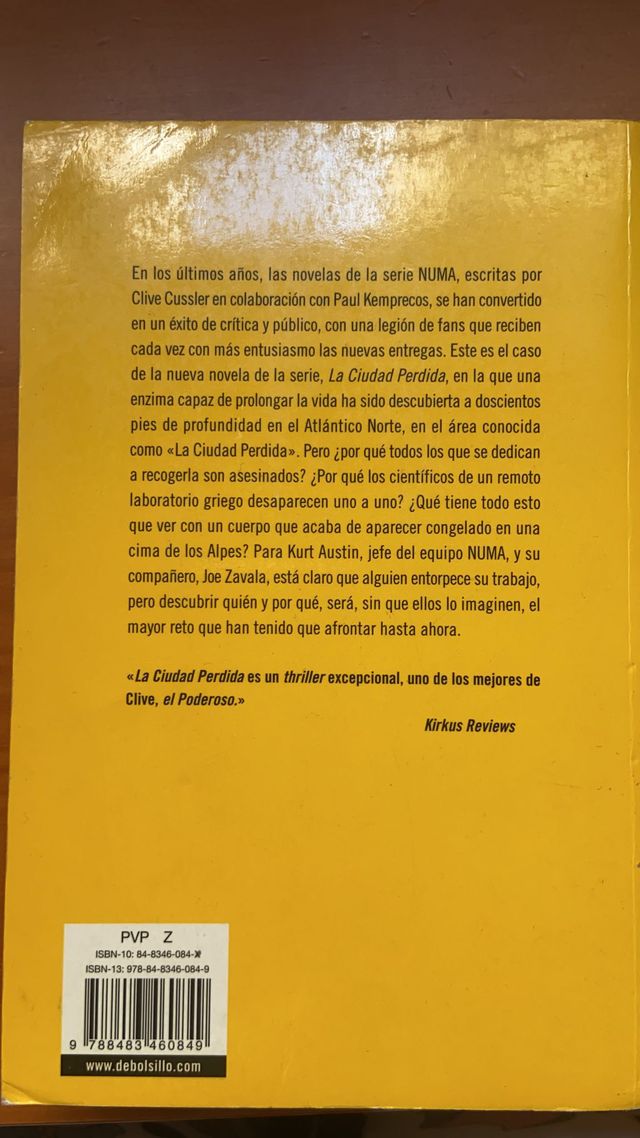 En los últimos años, las novelas de la serie NUMA, escritas por
Clive Cussler en colaboración con Paul Kemprecos, se han convertido
en un éxito de crítica y público, con una legión de fans que reciben
cada vez con más entusiasmo las nuevas entregas. Este es el caso
de la nueva novela de la serie, La Ciudad Perdida, en la que una
enzima capaz de prolongar la vida ha sido descubierta a doscientos
pies de profundidad en el Atlántico Norte, en el área conocida
como «La Ciudad Perdida». Pero ¿por qué todos los que se dedican
a recogerla son asesinados? ¿Por qué los científicos de un remoto
laboratorio griego desaparecen uno a uno? ¿Qué tiene todo esto
que ver con un cuerpo que acaba de aparecer congelado en una
cima de los Alpes? Para Kurt Austin, jefe del equipo NUMA, y su
compañero, Joe Zavala, está claro que alguien entorpece su trabajo,
pero descubrir quién y por qué, será, sin que ellos lo imaginen, el
mayor reto que han tenido que afrontar hasta ahora.
«La Ciudad Perdida es un thriller excepcional, uno de los mejores de
Clive, el Poderoso.»
Kirkus Reviews
PVP Z
ISBN-10: 84-8346-084-X
ISBN-13: 978-84-8346-084-9
9 788483 460849
www.debolsillo.com